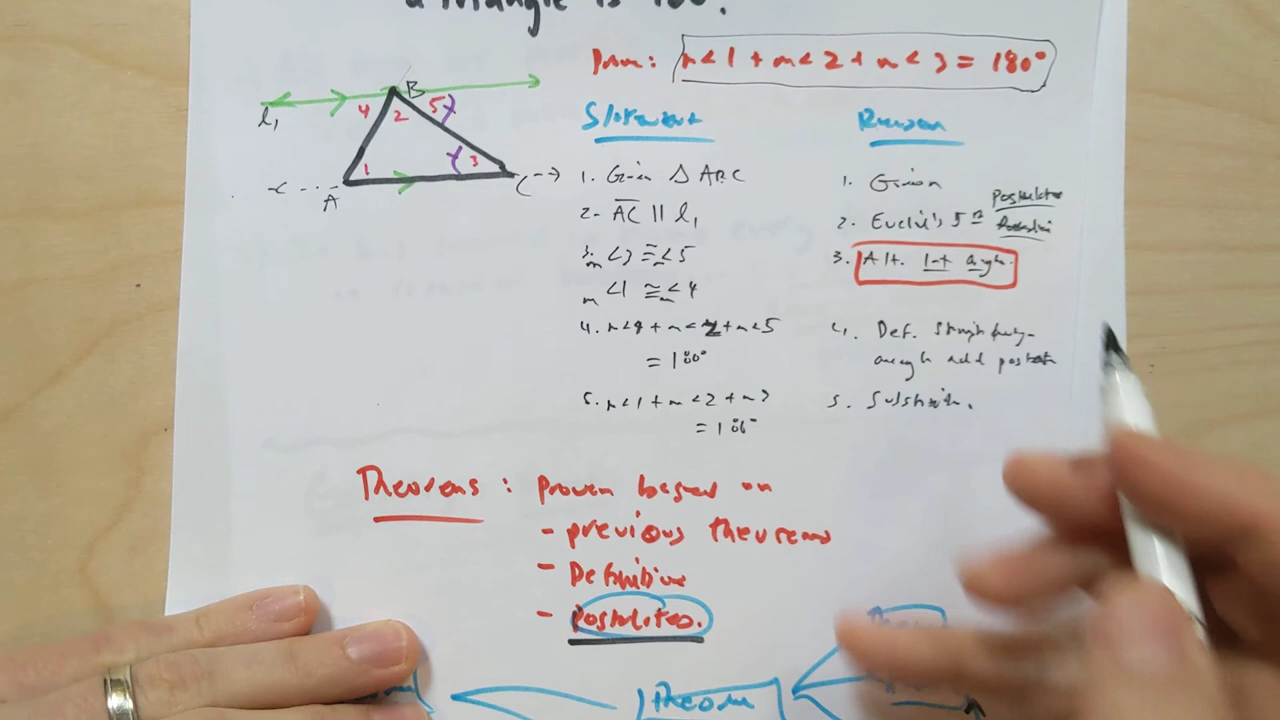 a triangle is 180°.
Prove: m<1 + m<2 + m<3 = 180°
B
l₁
4
2
5
1
3
A
C
Statement
Reason
1. Given △ ABC
1. Given
2. AC || l₁
2. Euclid's 5th Postulate
3. m<3 ≅ m<5
3. Alt. Int angle.
m<1 ≅ m<4
4. m<4 + m<2 + m<5
= 180°
4. Def. straight
angle add postulate
5. m<1 + m<2 + m3
= 180°
5. Substitution.
Theorems : Proven based on
- previous theorems
- Definition
- Postulates.
theorem